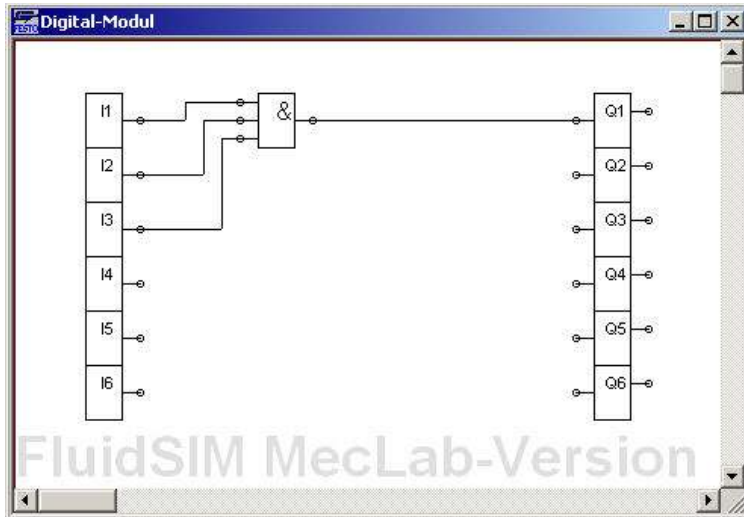 Digital-Modul
I1
&
Q1
I2
Q2
I3
Q3
I4
Q4
I5
Q5
I6
Q6
FluidSIM MecLab-Version